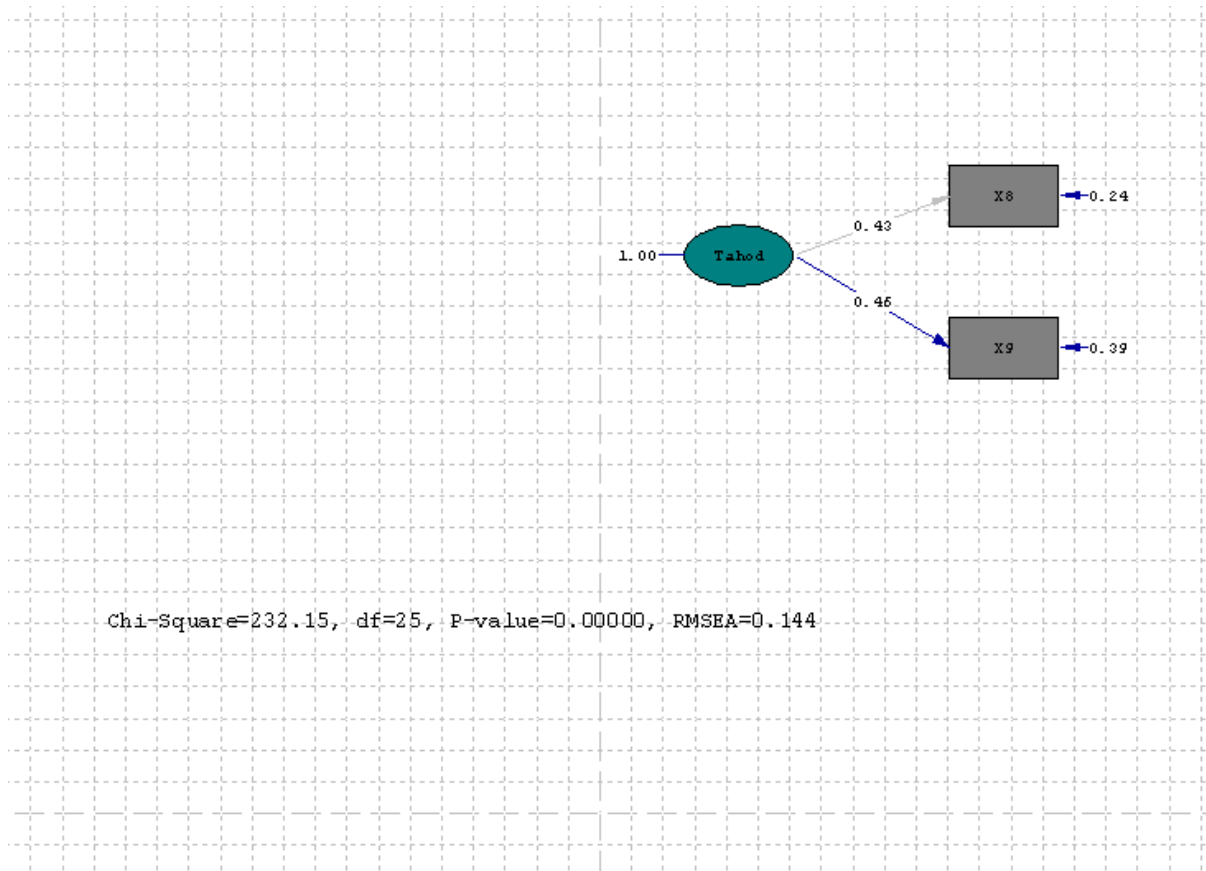 X8
0.24
0.43
1.00
Tahod
0.46
X9
0.39
Chi-Square=232.15, df=25, P-value=0.00000, RMSEA=0.144